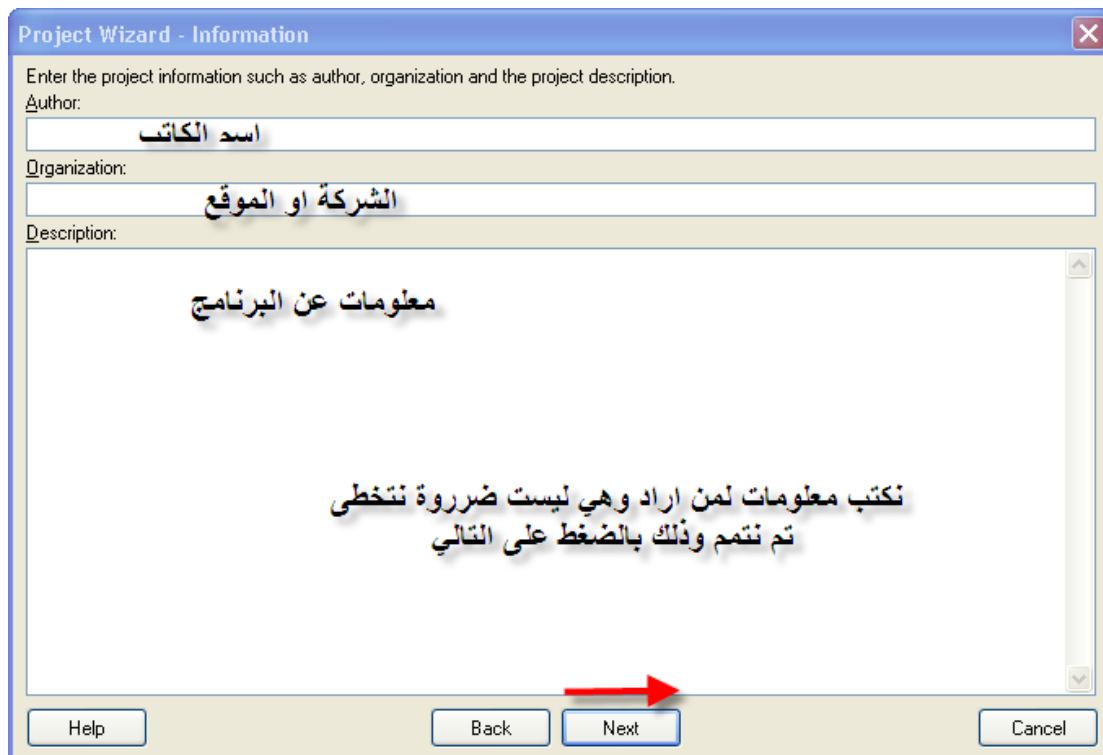 Project Wizard - Information
Enter the project information such as author, organization and the project description.
Author:
اسم الكاتب
Organization:
الشركة او الموقع
Description:
معلومات عن البرنامج
نكتب معلومات لمن اراد وهي ليست ضرروة نتخطى
تم نتمم وذلك بالضغط على التالي
Help
Back
Next
Cancel